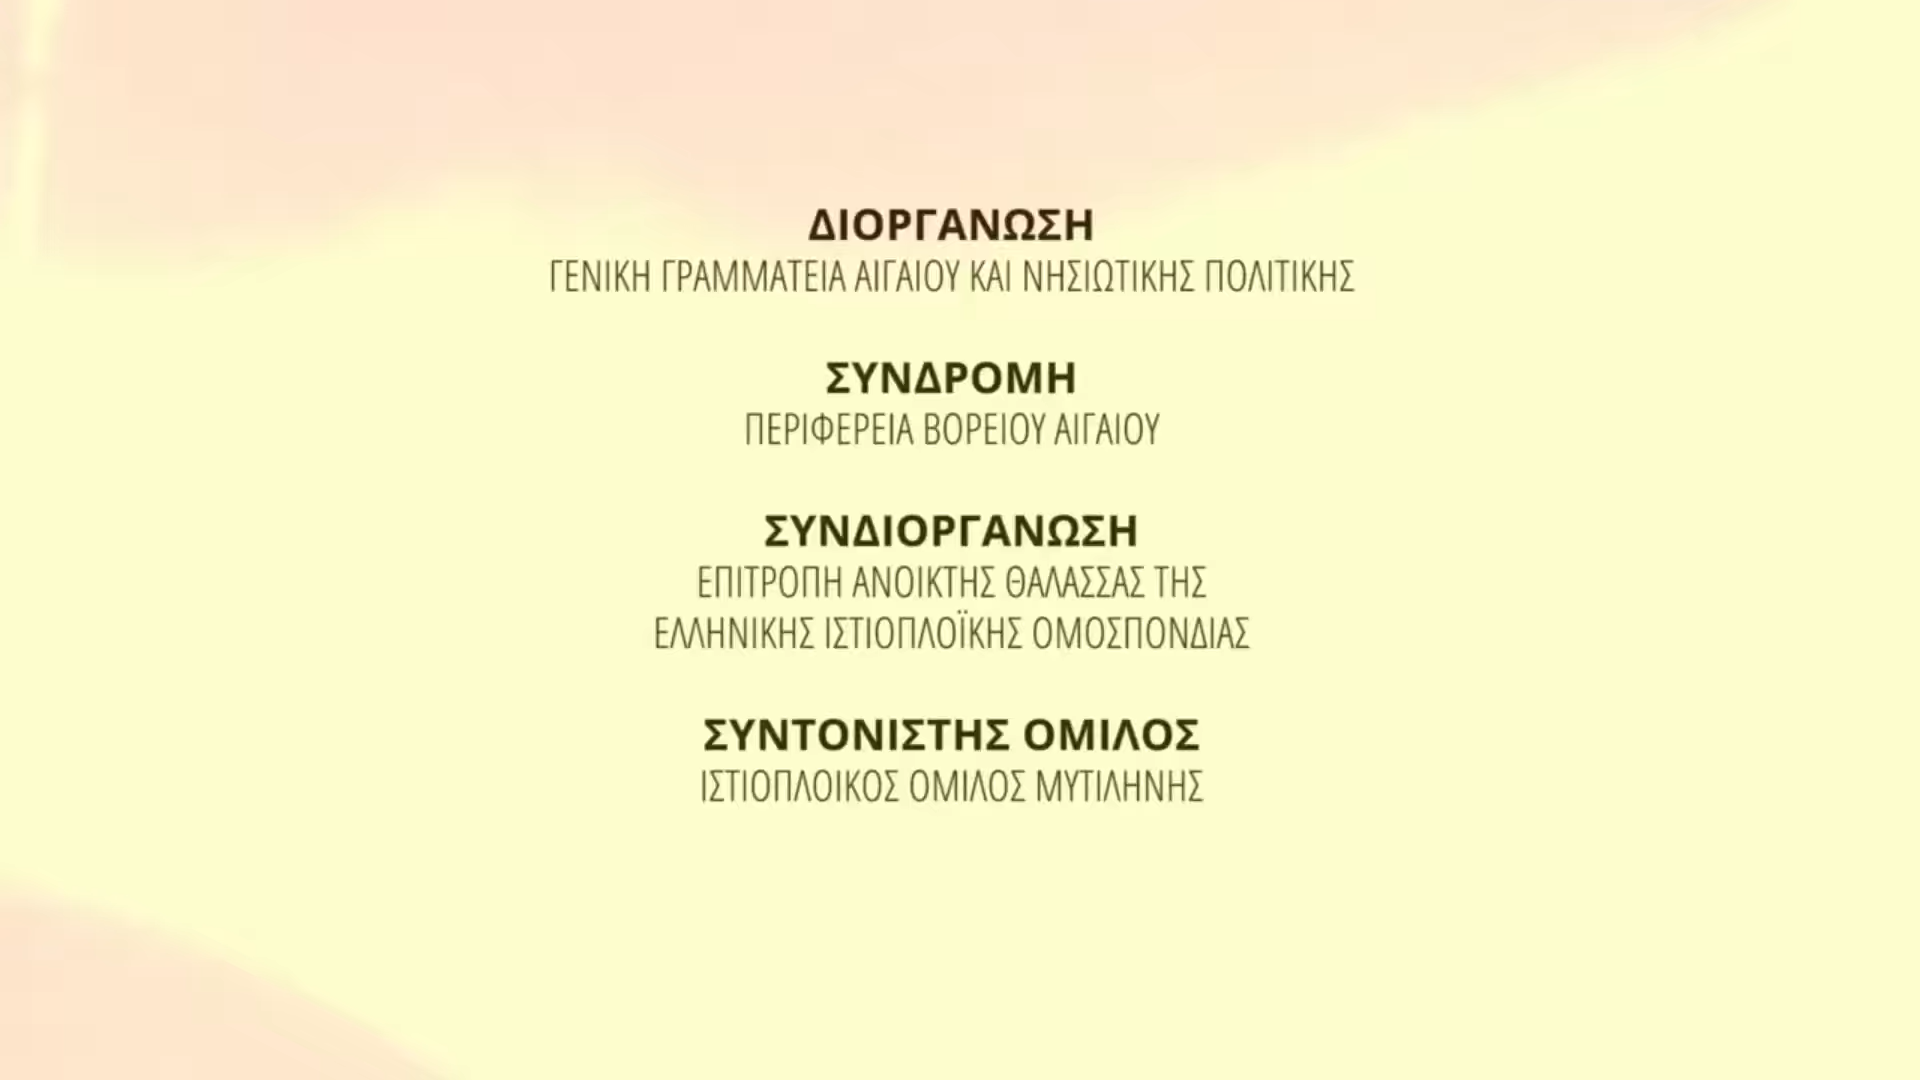 ΔΙΟΡΓΑΝΩΣΗ
ΓΕΝΙΚΗ ΓΡΑΜΜΑΤΕΙΑ ΑΙΓΑΙΟΥ ΚΑΙ ΝΗΣΙΩΤΙΚΗΣ ΠΟΛΙΤΙΚΗΣ
ΣΥΝΔΡΟΜΗ
ΠΕΡΙΦΕΡΕΙΑ ΒΟΡΕΙΟΥ ΑΙΓΑΙΟΥ
ΣΥΝΔΙΟΡΓΑΝΩΣΗ
ΕΠΙΤΡΟΠΗ ΑΝΟΙΚΤΗΣ ΘΑΛΑΣΣΑΣ ΤΗΣ
ΕΛΛΗΝΙΚΗΣ ΙΣΤΙΟΠΛΟΪΚΗΣ ΟΜΟΣΠΟΝΔΙΑΣ
ΣΥΝΤΟΝΙΣΤΗΣ ΟΜΙΛΟΣ
ΙΣΤΙΟΠΛΟΙΚΟΣ ΟΜΙΛΟΣ ΜΥΤΙΛΗΝΗΣ